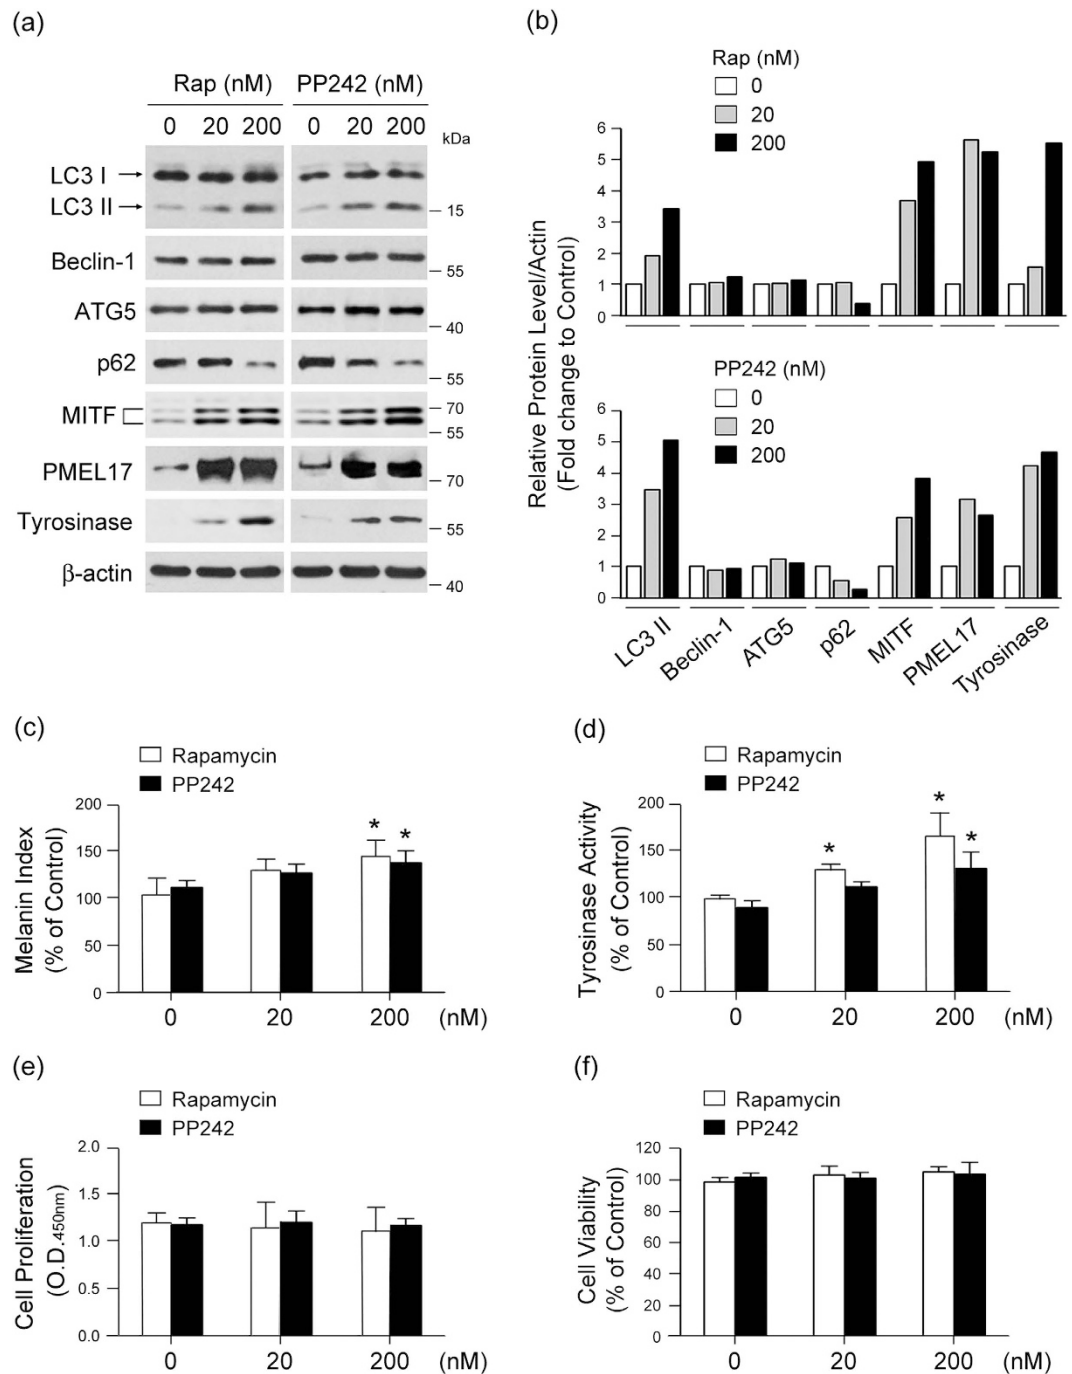 (a)
Rap (nM) PP242 (nM)
0 20 200 0 20 200
kDa
LC3 I
LC3 II
15
Beclin-1
55
ATG5
40
p62
55
MITF
70
55
PMEL17
70
Tyrosinase
55
β-actin
40
(b)
Rap (nM)
0
20
200
Relative Protein Level/Actin
(Fold change to Control)
6
5
4
3
2
1
0
PP242 (nM)
0
20
200
6
5
4
3
2
1
0
LC3 II
Beclin-1
ATG5
p62
MITF
PMEL17
Tyrosinase
(c)
Rapamycin
PP242
Melanin Index
(% of Control)
200
150
100
50
0
* *
0 20 200 (nM)
(d)
Rapamycin
PP242
Tyrosinase Activity
(% of Control)
200
150
100
50
0
* * *
0 20 200 (nM)
(e)
Rapamycin
PP242
Cell Proliferation
(O.D.450nm)
2.0
1.5
1.0
0.5
0.0
0 20 200 (nM)
(f)
Rapamycin
PP242
Cell Viability
(% of Control)
120
100
80
60
40
20
0
0 20 200 (nM)